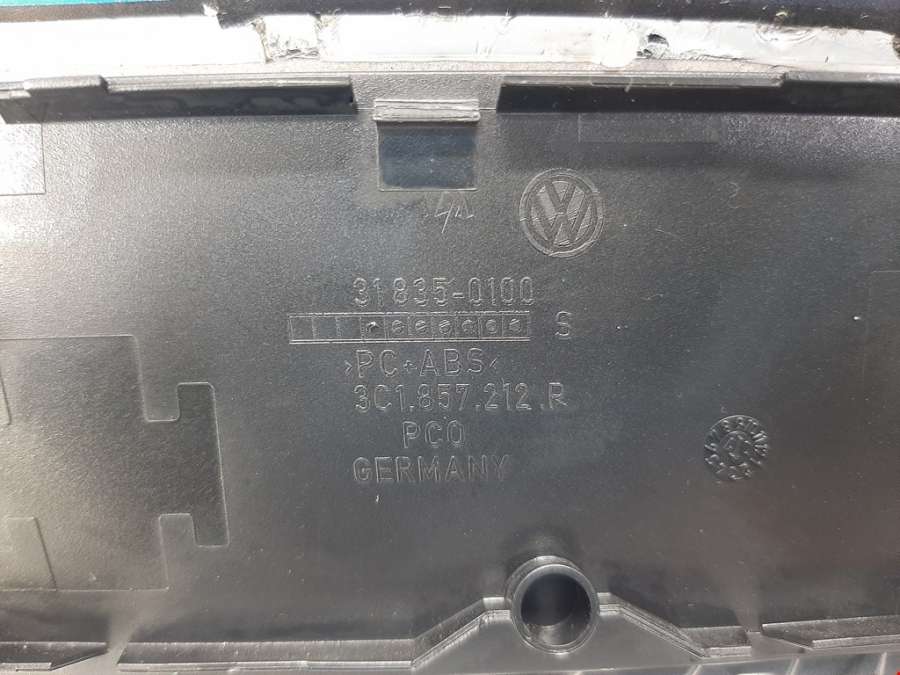 31835-0100
S
>PC+ABS<
3C1.857.212.R
PCO
GERMANY